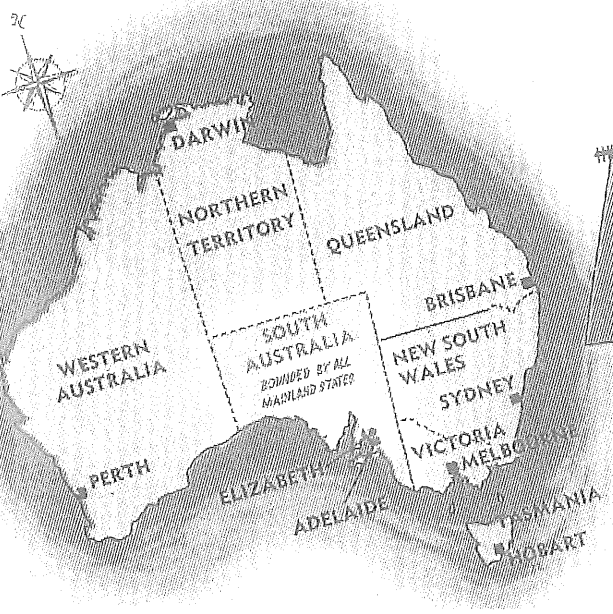 DARWIN
NORTHERN
TERRITORY
QUEENSLAND
BRISBANE
SOUTH
AUSTRALIA
BOUNDED BY ALL
MAINLAND STATES
WESTERN
AUSTRALIA
NEW SOUTH
WALES
SYDNEY
VICTORIA
MELBOURNE
PERTH
ELIZABETH
ADELAIDE
TASMANIA
HOBART